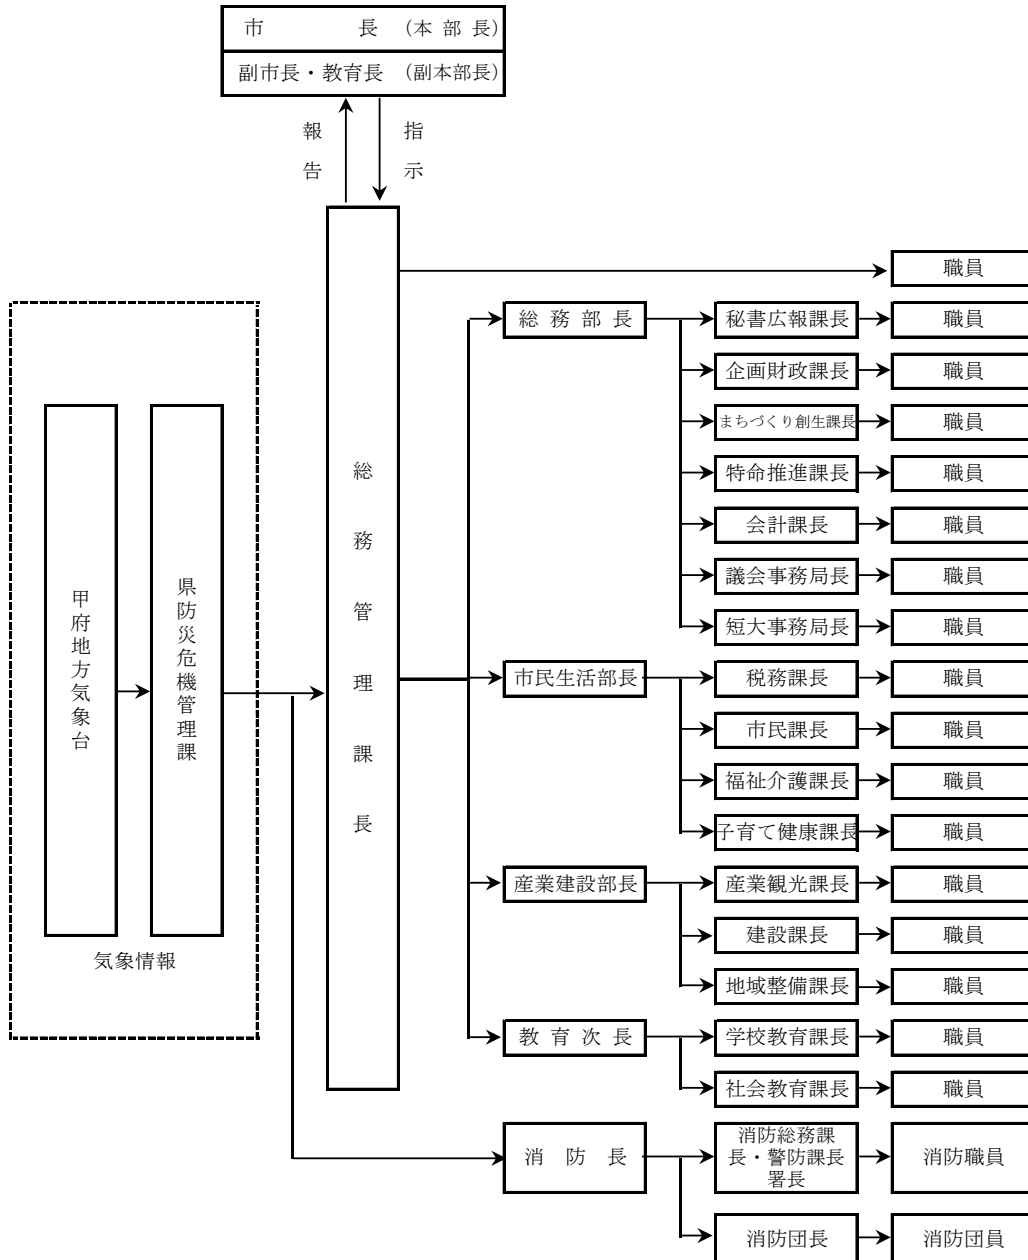 市 長 (本 部 長)
副市長・教育長 (副本部長)
報告
指示
職員
総 務 部 長
秘書広報課長
職員
企画財政課長
職員
まちづくり創生課長
職員
特命推進課長
職員
会計課長
職員
議会事務局長
職員
短大事務局長
職員
甲府地方気象台
県防災危機管理課
気象情報
総務管理課長
市民生活部長
税務課長
職員
市民課長
職員
福祉介護課長
職員
子育て健康課長
職員
産業建設部長
産業観光課長
職員
建設課長
職員
地域整備課長
職員
教 育 次 長
学校教育課長
職員
社会教育課長
職員
消 防 長
消防総務課
長・警防課長
署長
消防職員
消防団長
消防団員